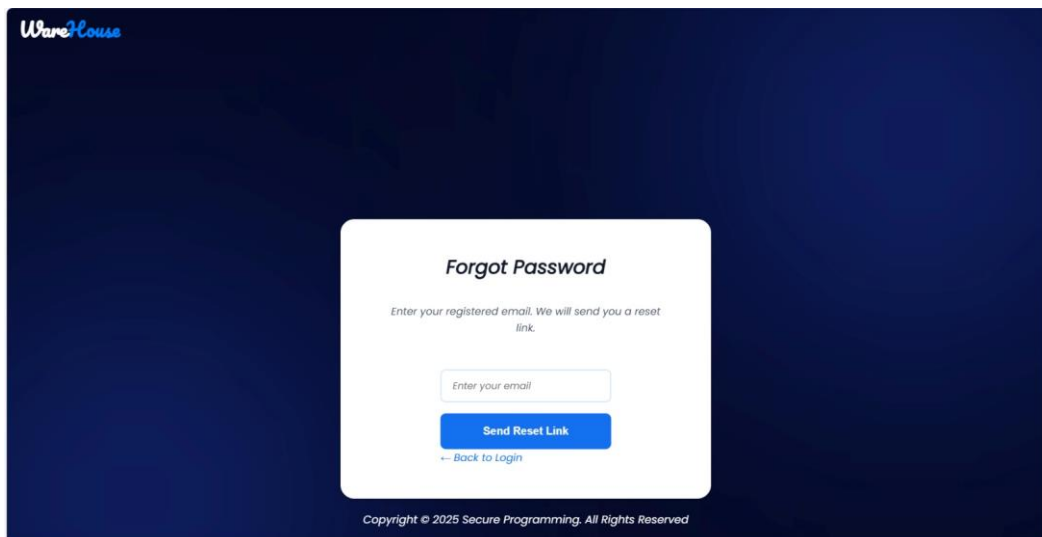 WareHouse
Forgot Password
Enter your registered email. We will send you a reset
link.
Enter your email
Send Reset Link
← Back to Login
Copyright © 2025 Secure Programming. All Rights Reserved